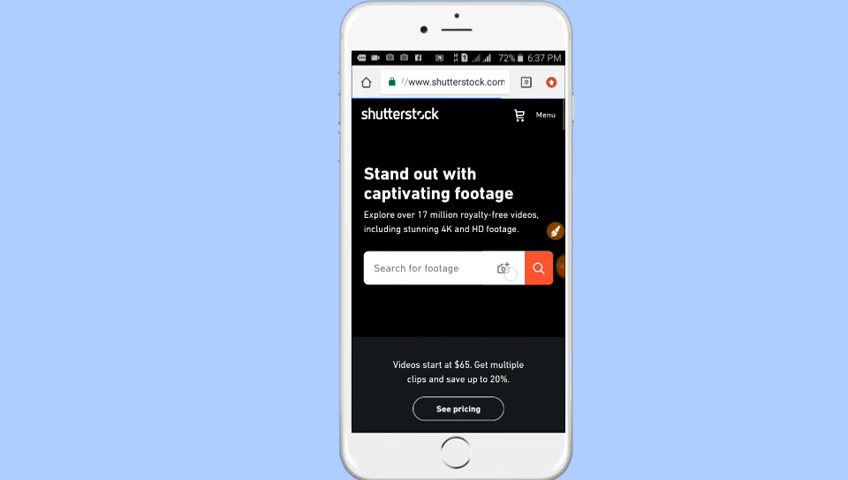 72% 6:37 PM
//www.shutterstock.com
shutterstock
Menu
Stand out with
captivating footage
Explore over 17 million royalty-free videos,
including stunning 4K and HD footage.
Search for footage
Videos start at $65. Get multiple
clips and save up to 20%.
See pricing